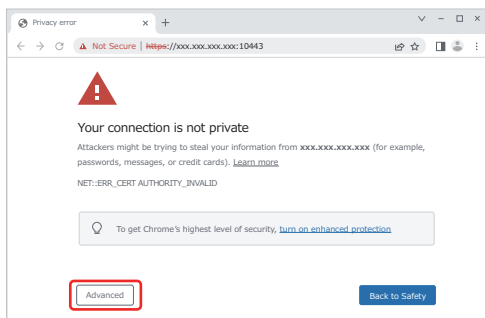 Privacy error
Not Secure | https://xxx.xxx.xxx.xxx:10443
Your connection is not private
Attackers might be trying to steal your information from xxx.xxx.xxx.xxx (for example,
passwords, messages, or credit cards). Learn more
NET::ERR_CERT AUTHORITY_INVALID
To get Chrome's highest level of security, turn on enhanced protection
Advanced
Back to Safety